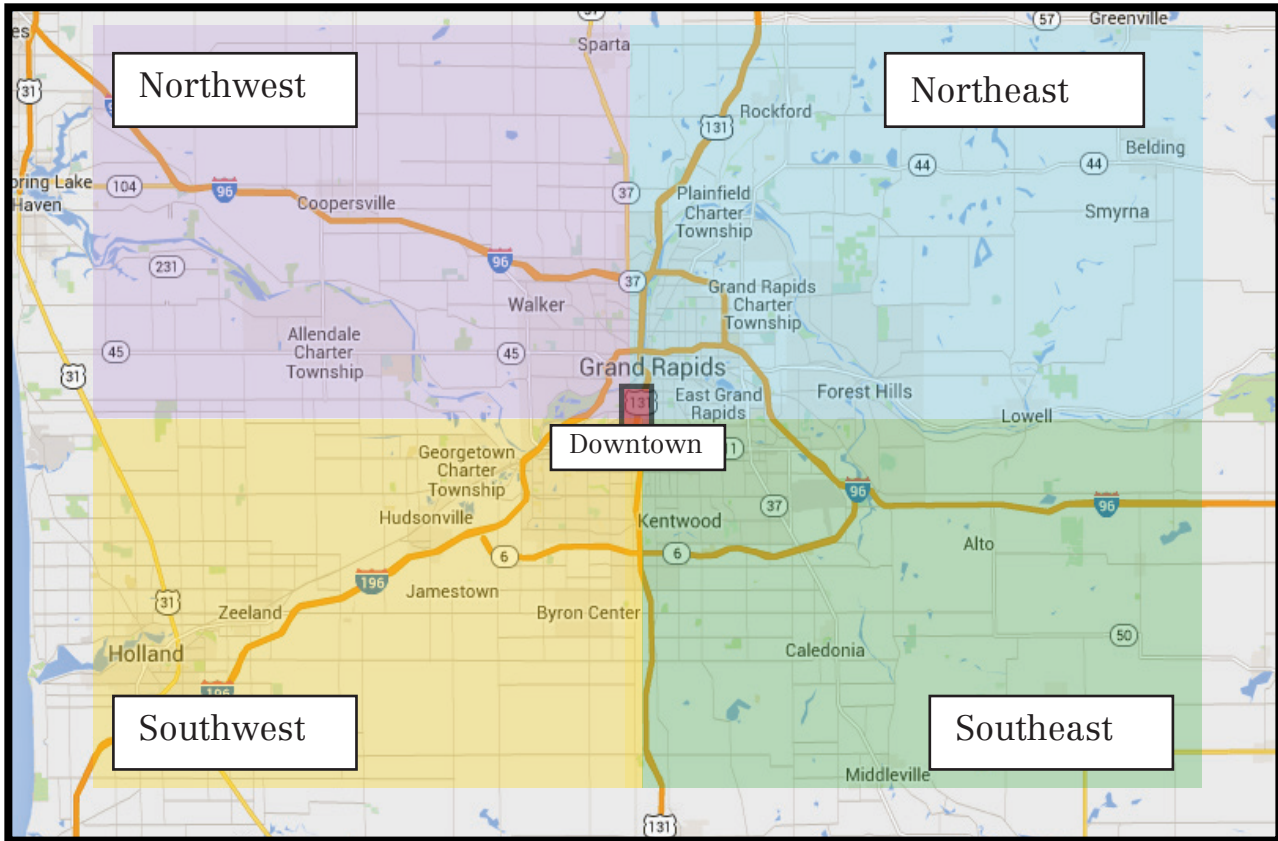 37
57
Greenville
es
Sparta
Northwest
Northeast
31
Rockford
131
Belding
44
44
oring Lake
Haven
104
96
Coopersville
37
Plainfield
Charter
Township
Smyrna
231
96
37
Grand Rapids
Charter
Township
Walker
Allendale
Charter
Township
45
45
31
Grand Rapids
131
East Grand
Rapids
Forest Hills
Lowell
Downtown
Georgetown
Charter
Township
Hudsonville
37
96
96
Kentwood
6
6
Alto
196
Jamestown
31
Zeeland
Byron Center
50
Holland
Caledonia
196
Southwest
Southeast
Middleville
131